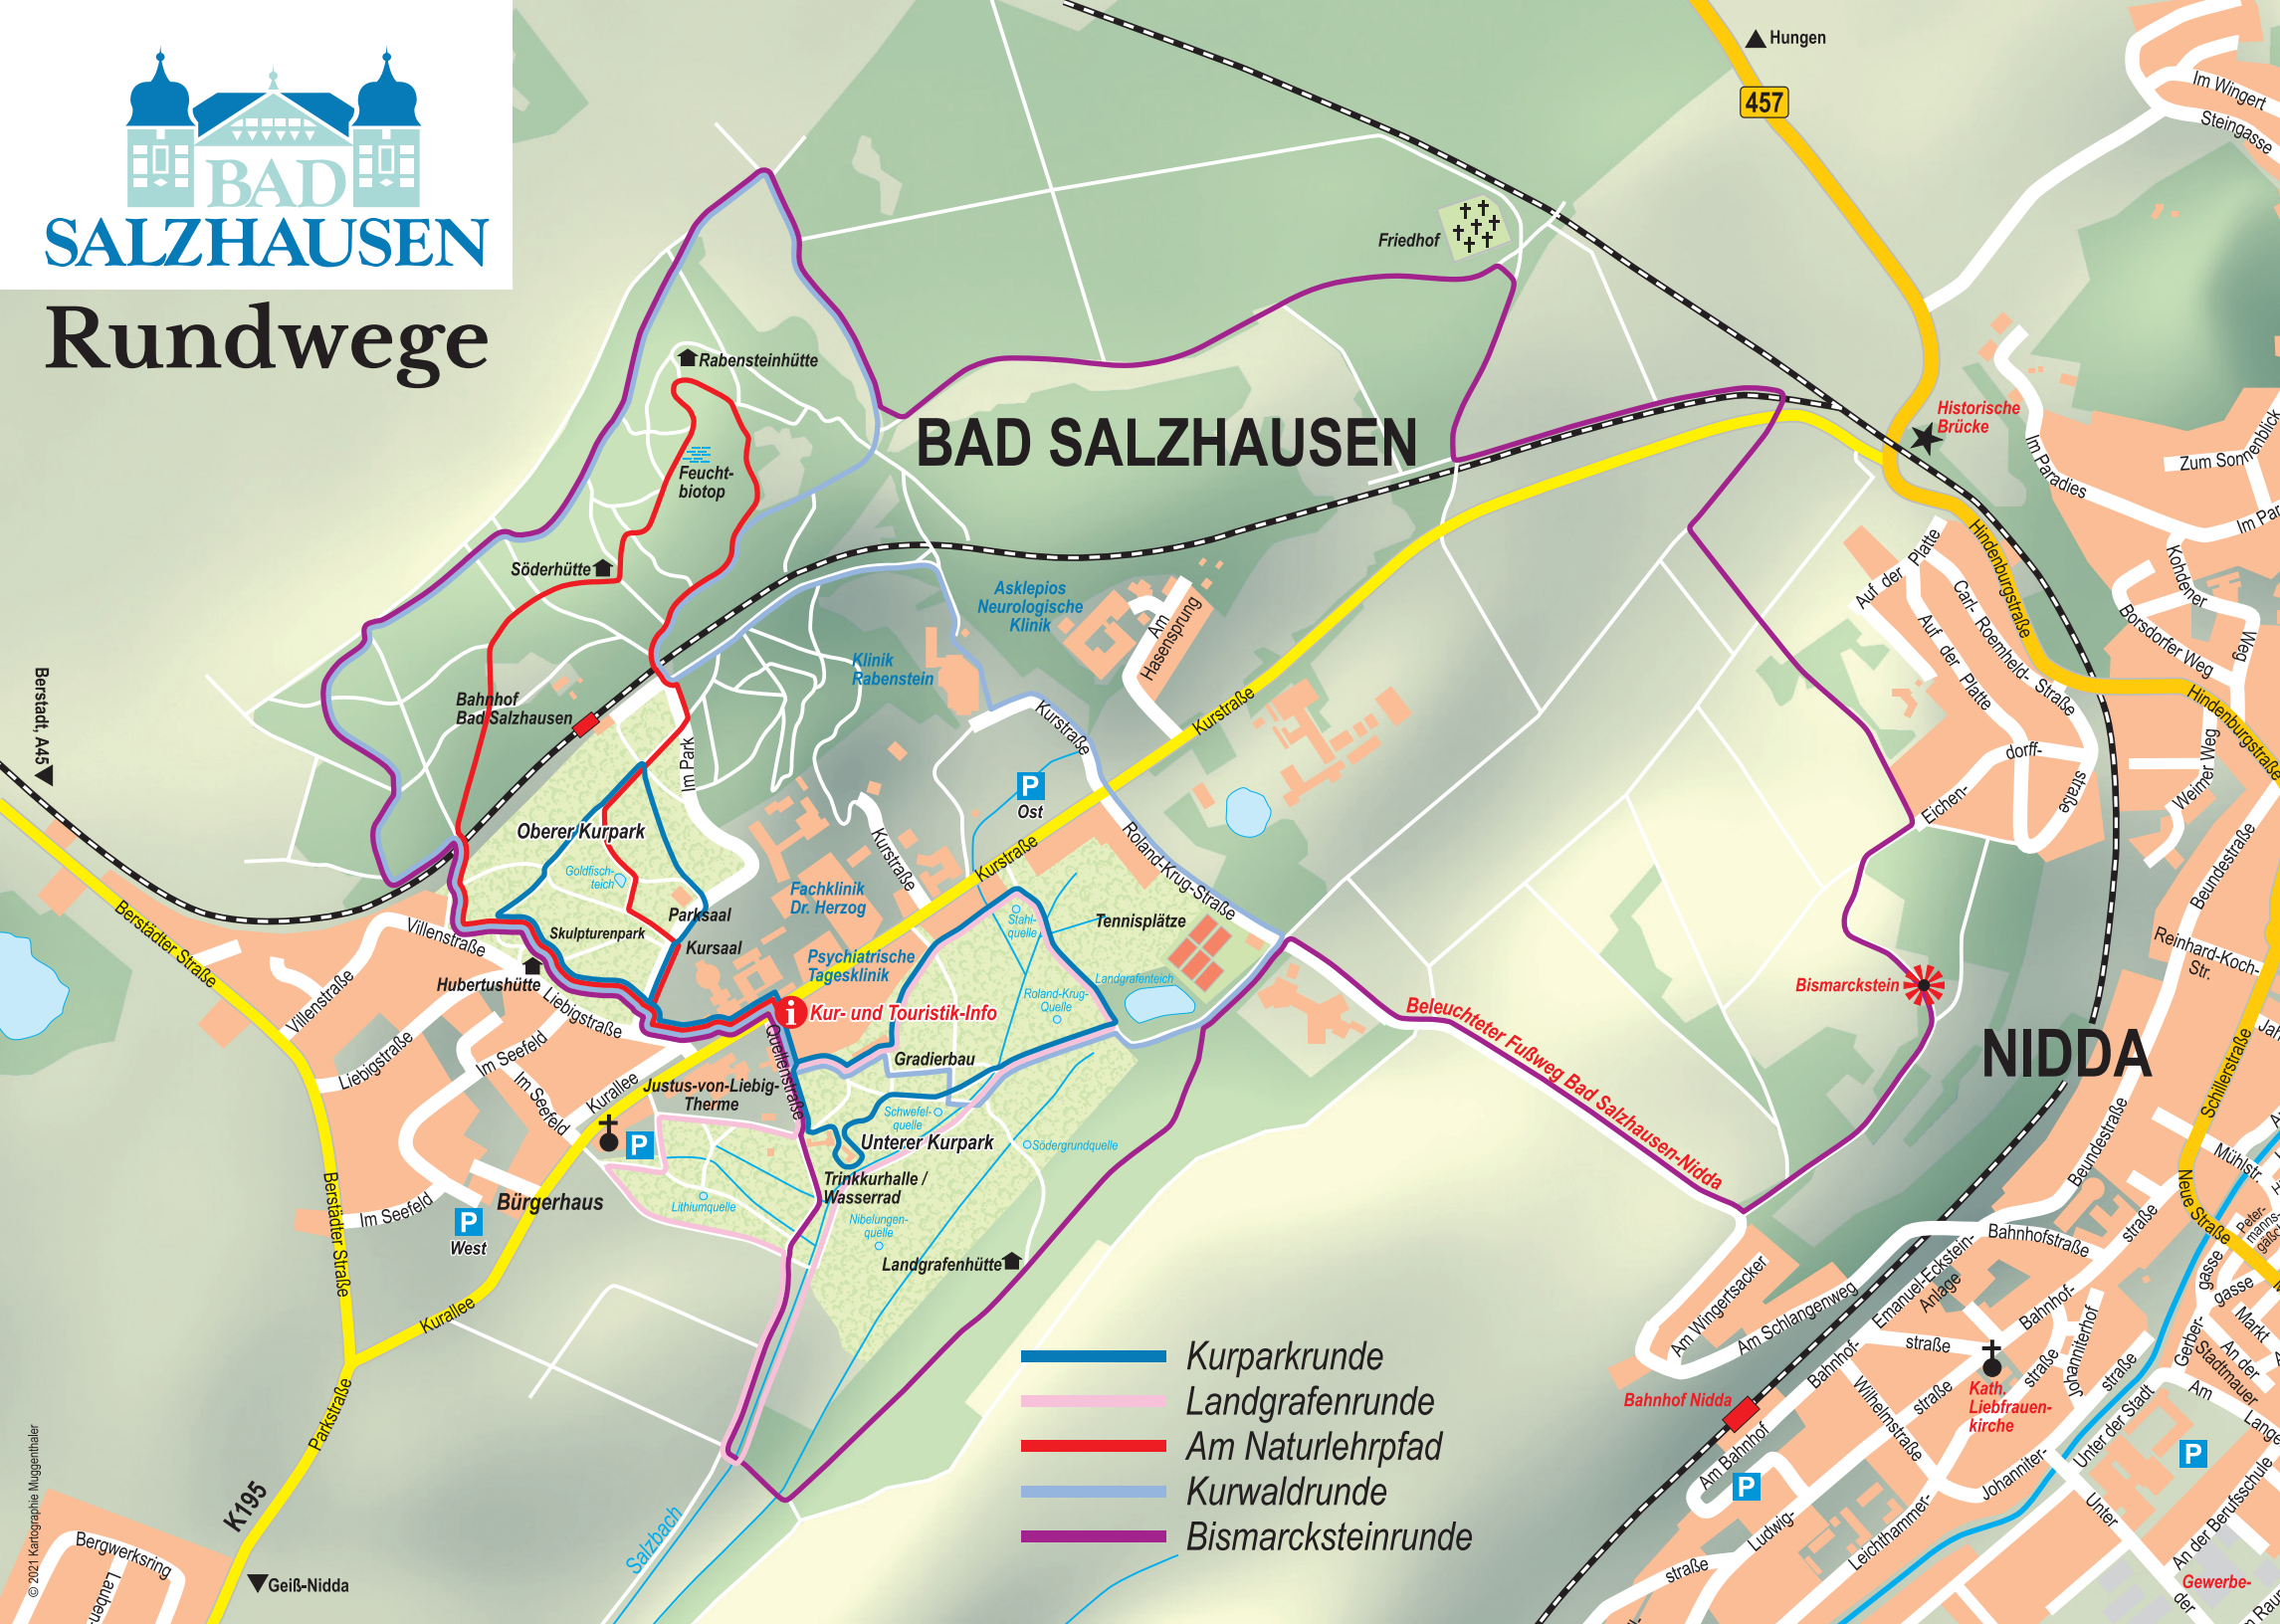 BAD
SALZHAUSEN
Rundwege
Hungen
457
Im Wingert
Steingasse
Friedhof
Rabensteinhütte
BAD SALZHAUSEN
Historische
Brücke
Im Paradies
Zum Sonnenblick
Feucht-
biotop
Söderhütte
Asklepios
Neurologische
Klinik
Am
Hasensprung
Klinik
Rabenstein
Auf der Platte
Carl- Roemheld- Straße
Auf der Platte
Hindenburgstraße
Kohdener
Weg
Borsdorfer Weg
Hindenburgstraße
Weimer Weg
Berstadt, A45
Bahnhof
Bad Salzhausen
Im Park
Kurstraße
Kurstraße
P
Ost
dorff-
straße
Eichen-
Oberer Kurpark
Goldfisch-
teich
Kurstraße
Kurstraße
Roland-Krug-Straße
Beundestraße
Fachklinik
Dr. Herzog
Parksaal
Kursaal
Skulpturenpark
Stahl-
quelle
Tennisplätze
Berstädter Straße
Villenstraße
Villenstraße
Hubertushütte
Liebigstraße
Psychiatrische
Tagesklinik
Landgrafenteich
Roland-Krug-
Quelle
Reinhard-Koch-
Str.
Bismarckstein
i Kur- und Touristik-Info
Beleuchteter Fußweg Bad Salzhausen-Nidda
NIDDA
Liebigstraße
Im Seefeld
Im Seefeld
Kurallee
Quellenstraße
Gradierbau
Justus-von-Liebig-
Therme
Schwefel-
quelle
Unterer Kurpark
Södergrundquelle
P
Schillerstraße
Beundestraße
Mühlstr.
Trinkkurhalle /
Wasserrad
Lithiumquelle
Nibelungen-
quelle
Bürgerhaus
Im Seefeld
P
West
Berstädter Straße
Landgrafenhütte
Neue Straße
Peter-
manns-
Bahnhofstraße
straße
Emanuel-Eckstein-
Anlage
gasse
gasse
Kurallee
Am Wingertsacker
Am Schlangenweg
Bahnhof-
straße
Johanniterhof
Markt
Gerber-
An der
Stadtmauer
Kurparkrunde
Landgrafenrunde
Am Naturlehrpfad
Kurwaldrunde
Bismarcksteinrunde
Bahnhof Nidda
Bahnhof-
straße
straße
Wilhelmstraße
Kath.
Liebfrauen-
kirche
straße
Unter der Stadt
Am
Lange
Am Bahnhof
P
P
Johanniter-
Unter
der
An der Berufsschule
Ludwig-
straße
Leichthammer-
Gewerbe-
Parkstraße
K195
Salzbach
Bergwerksring
Lauben-
Geiß-Nidda
© 2021 Kartographie Muggenthaler